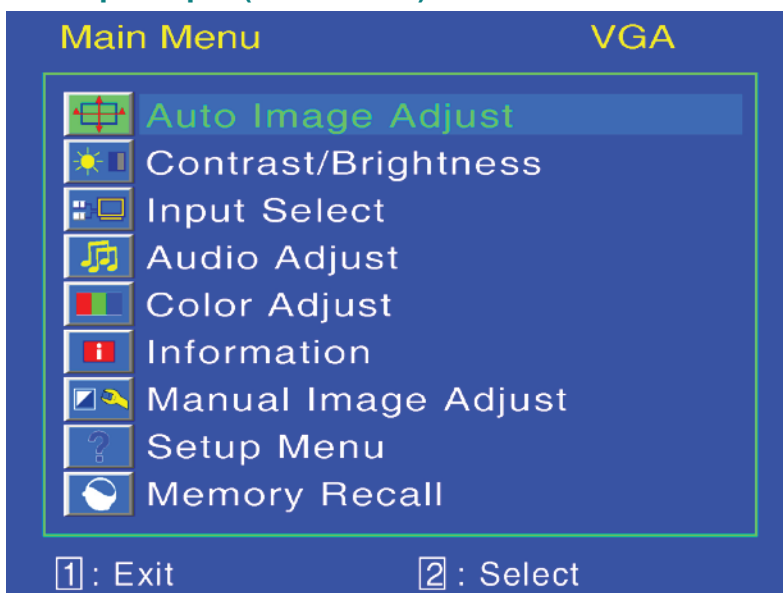 Main Menu VGA
Auto Image Adjust
Contrast/Brightness
Input Select
Audio Adjust
Color Adjust
Information
Manual Image Adjust
Setup Menu
Memory Recall
1 : Exit 2 : Select